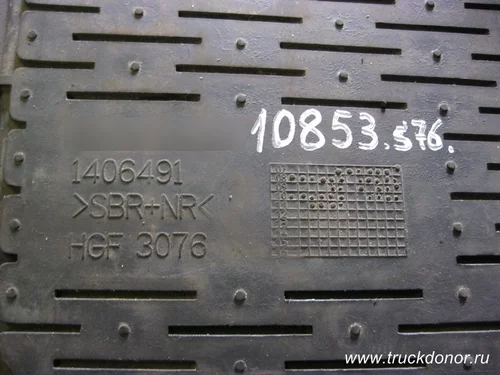 10853.576.
1406491
>SBR+NR<
HGF 3076
www.truckdonor.ru